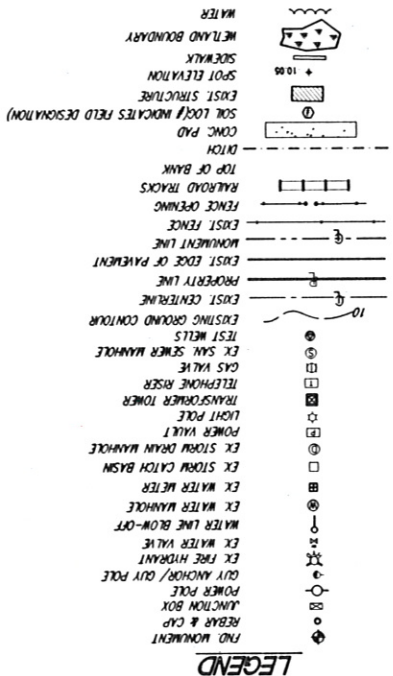 LEGEND
FND. MONUMENT
REBAR & CAP
JUNCTION BOX
POWER POLE
GUY ANCHOR/ GUY POLE
EX. FIRE HYDRANT
EX. WATER VALVE
WATER LINE BLOW-OFF
EX. WATER MANHOLE
EX. WATER METER
EX. STORM CATCH BASIN
EX. STORM DRAIN MANHOLE
POWER VAULT
LIGHT POLE
TRANSFORMER TOWER
TELEPHONE RISER
GAS VALVE
EX. SAN. SEWER MANHOLE
TEST WELLS
10 EXISTING GROUND CONTOUR
EXIST. CENTERLINE
PROPERTY LINE
EXIST. EDGE OF PAVEMENT
MONUMENT LINE
EXIST. FENCE
FENCE OPENING
RAILROAD TRACKS
TOP OF BANK
DITCH
CONC. PAD
SOIL LOG(# INDICATES FIELD DESIGNATION)
EXIST. STRUCTURE
10.05 SPOT ELEVATION
SIDEWALK
WETLAND BOUNDARY
WATER